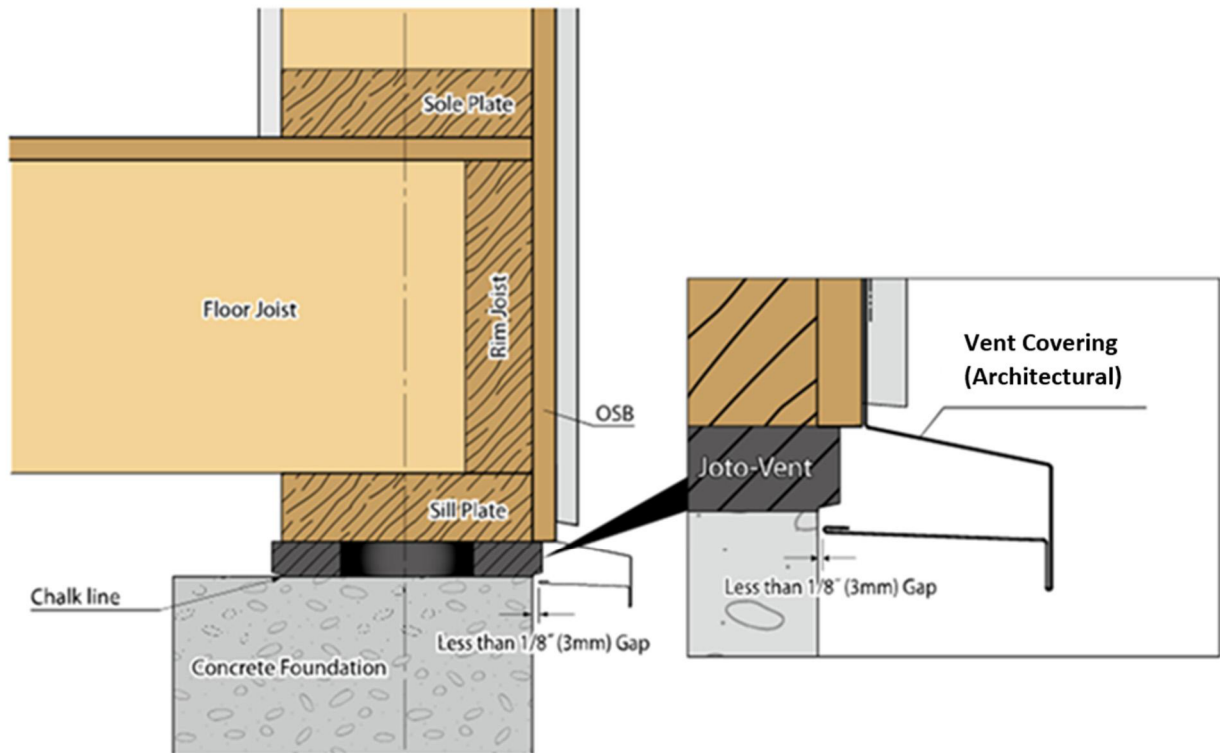 Sole Plate
Floor Joist
Rim Joist
OSB
Sill Plate
Chalk line
Less than 1/8" (3mm) Gap
Concrete Foundation
Vent Covering
(Architectural)
Joto-Vent
Less than 1/8" (3mm) Gap